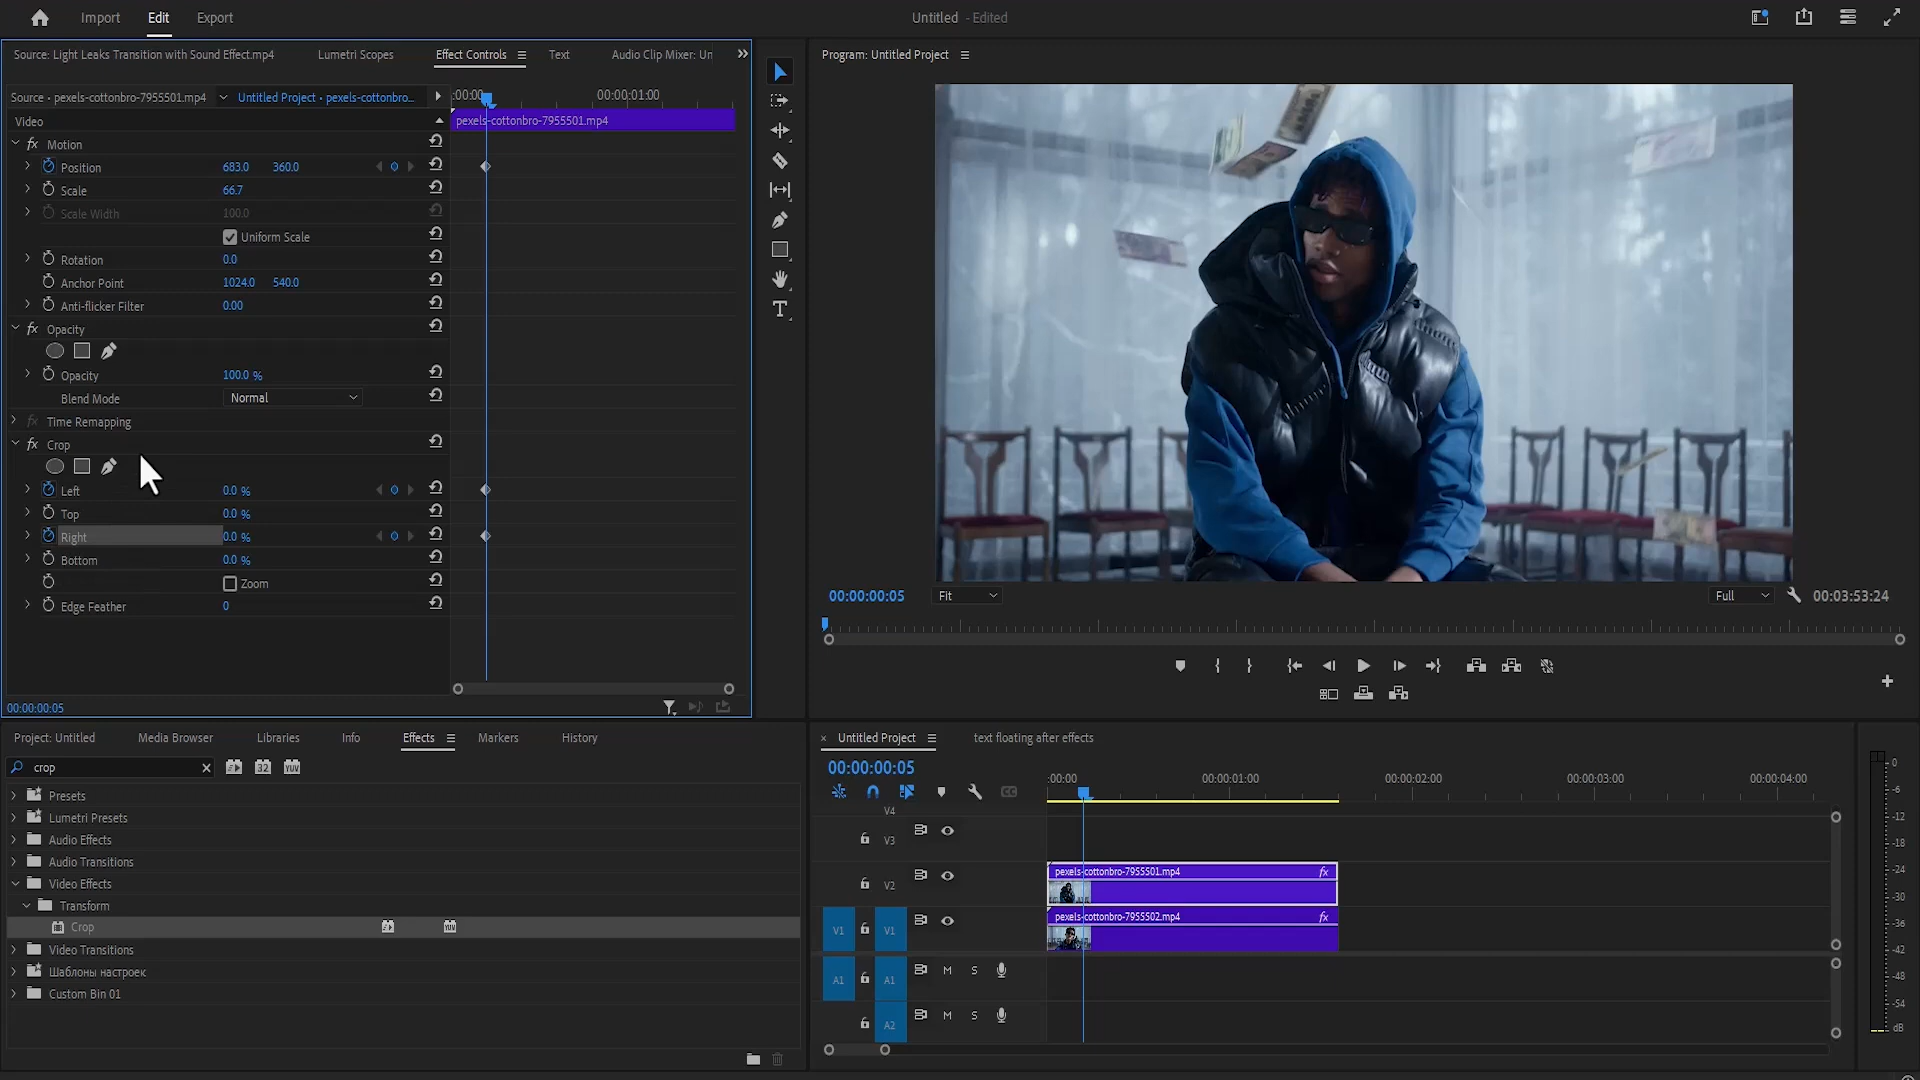 Import
Edit
Export
Untitled - Edited
Source: Light Leaks Transition with Sound Effect.mp4
Lumetri Scopes
Effect Controls
Text
Audio Clip Mixer: Un
Source • pexels-cottonbro-7955501.mp4
Untitled Project • pexels-cottonbro...
:00:00
00:00:01:00
Video
pexels-cottonbro-7955501.mp4
fx Motion
Position 683.0 360.0
Scale 66.7
Scale Width 100.0
Uniform Scale
Rotation 0.0
Anchor Point 1024.0 540.0
Anti-flicker Filter 0.00
fx Opacity
Opacity 100.0 %
Blend Mode Normal
fx Time Remapping
fx Crop
Left 0.0 %
Top 0.0 %
Right 0.0 %
Bottom 0.0 %
Zoom
Edge Feather 0
00:00:00:05
Program: Untitled Project
00:00:00:05
Fit
Full
00:03:53:24
Project: Untitled
Media Browser
Libraries
Info
Effects
Markers
History
crop
32
YUV
Presets
Lumetri Presets
Audio Effects
Audio Transitions
Video Effects
Transform
Crop
Video Transitions
Шаблоны настроек
Custom Bin 01
Untitled Project
text floating after effects
00:00:00:05
:00:00
00:00:01:00
00:00:02:00
00:00:03:00
00:00:04:00
V4
V3
V2
pexels-cottonbro-7955501.mp4 fx
V1 V1
pexels-cottonbro-7955502.mp4 fx
A1 A1 M S
A2 M S
0
-6
-12
-18
-24
-30
-36
-42
-48
-54
dB